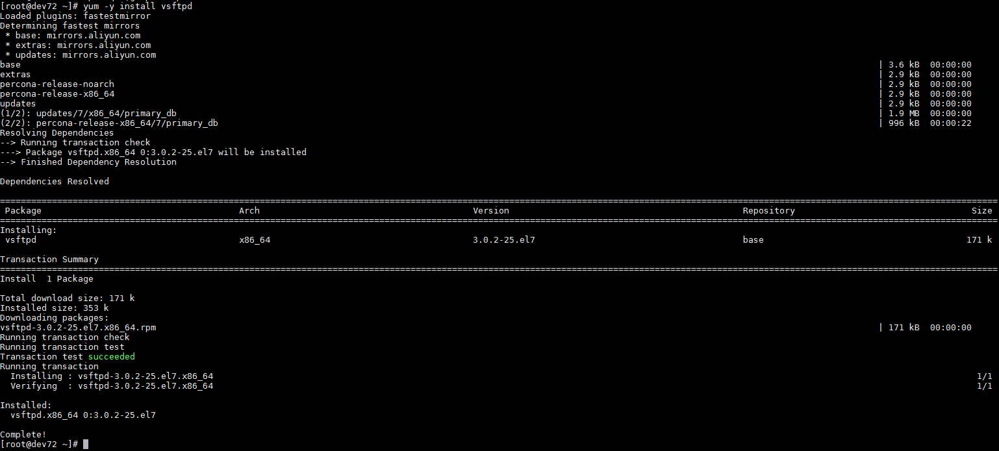 [root@dev72 ~]# yum -y install vsftpd
Loaded plugins: fastestmirror
Determining fastest mirrors
 * base: mirrors.aliyun.com
 * extras: mirrors.aliyun.com
 * updates: mirrors.aliyun.com
base | 3.6 kB 00:00:00
extras | 2.9 kB 00:00:00
percona-release-noarch | 2.9 kB 00:00:00
percona-release-x86_64 | 2.9 kB 00:00:00
updates | 2.9 kB 00:00:00
(1/2): updates/7/x86_64/primary_db | 1.9 MB 00:00:00
(2/2): percona-release-x86_64/7/primary_db | 996 kB 00:00:22
Resolving Dependencies
--> Running transaction check
---> Package vsftpd.x86_64 0:3.0.2-25.el7 will be installed
--> Finished Dependency Resolution
Dependencies Resolved
Package Arch Version Repository Size
Installing:
vsftpd x86_64 3.0.2-25.el7 base 171 k
Transaction Summary
Install 1 Package
Total download size: 171 k
Installed size: 353 k
Downloading packages:
vsftpd-3.0.2-25.el7.x86_64.rpm | 171 kB 00:00:00
Running transaction check
Running transaction test
Transaction test succeeded
Running transaction
Installing : vsftpd-3.0.2-25.el7.x86_64 1/1
Verifying : vsftpd-3.0.2-25.el7.x86_64 1/1
Installed:
vsftpd.x86_64 0:3.0.2-25.el7
Complete!
[root@dev72 ~]#